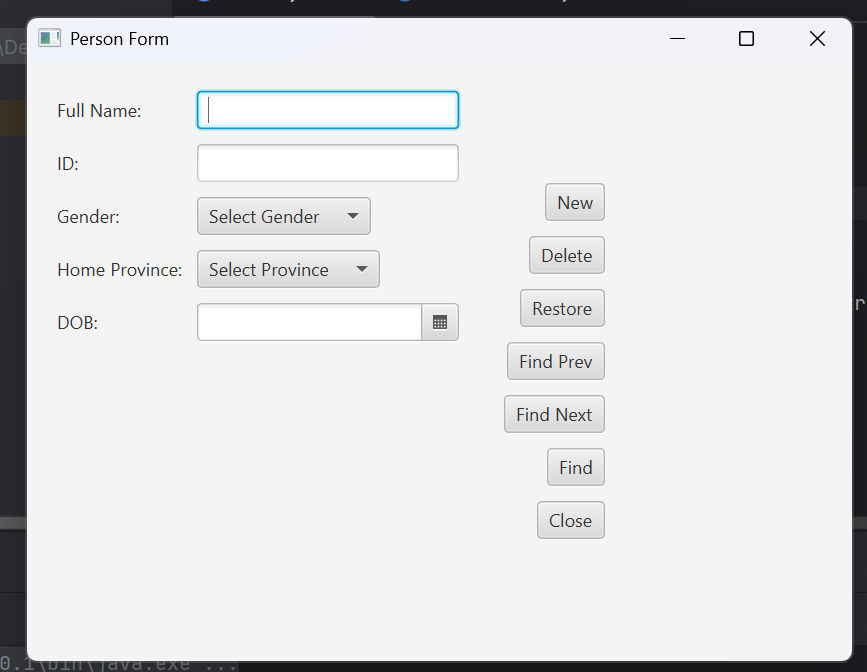 Person Form
\De
Full Name:
ID:
New
Gender:
Select Gender
Delete
Home Province:
Select Province
Restore
DOB:
Find Prev
Find Next
Find
Close
0.1\bin\java.exe ...